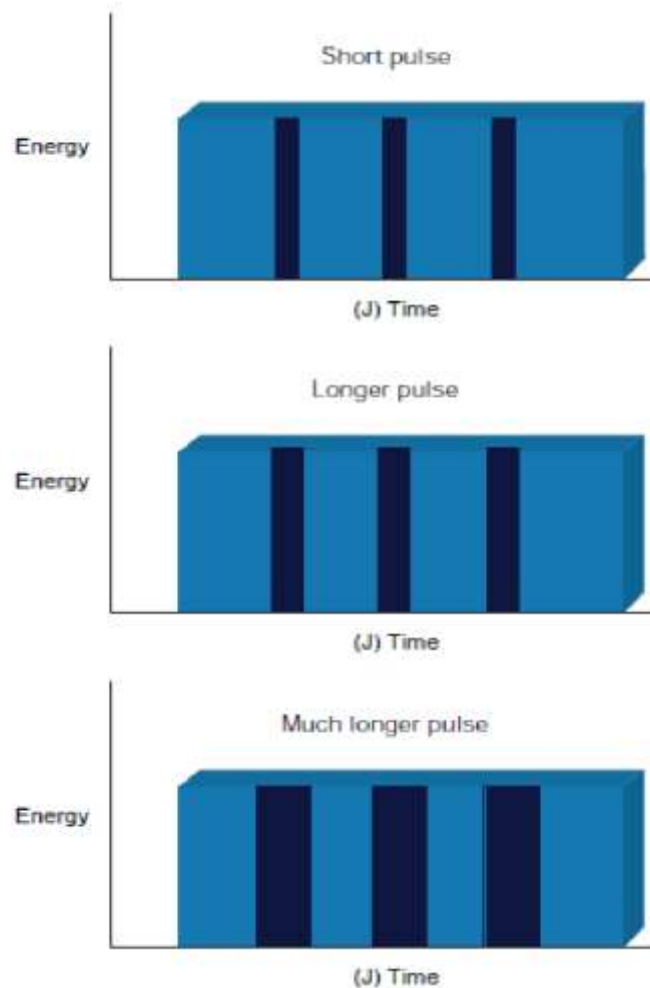 Short pulse
Energy
(J) Time
Longer pulse
Energy
(J) Time
Much longer pulse
Energy
(J) Time